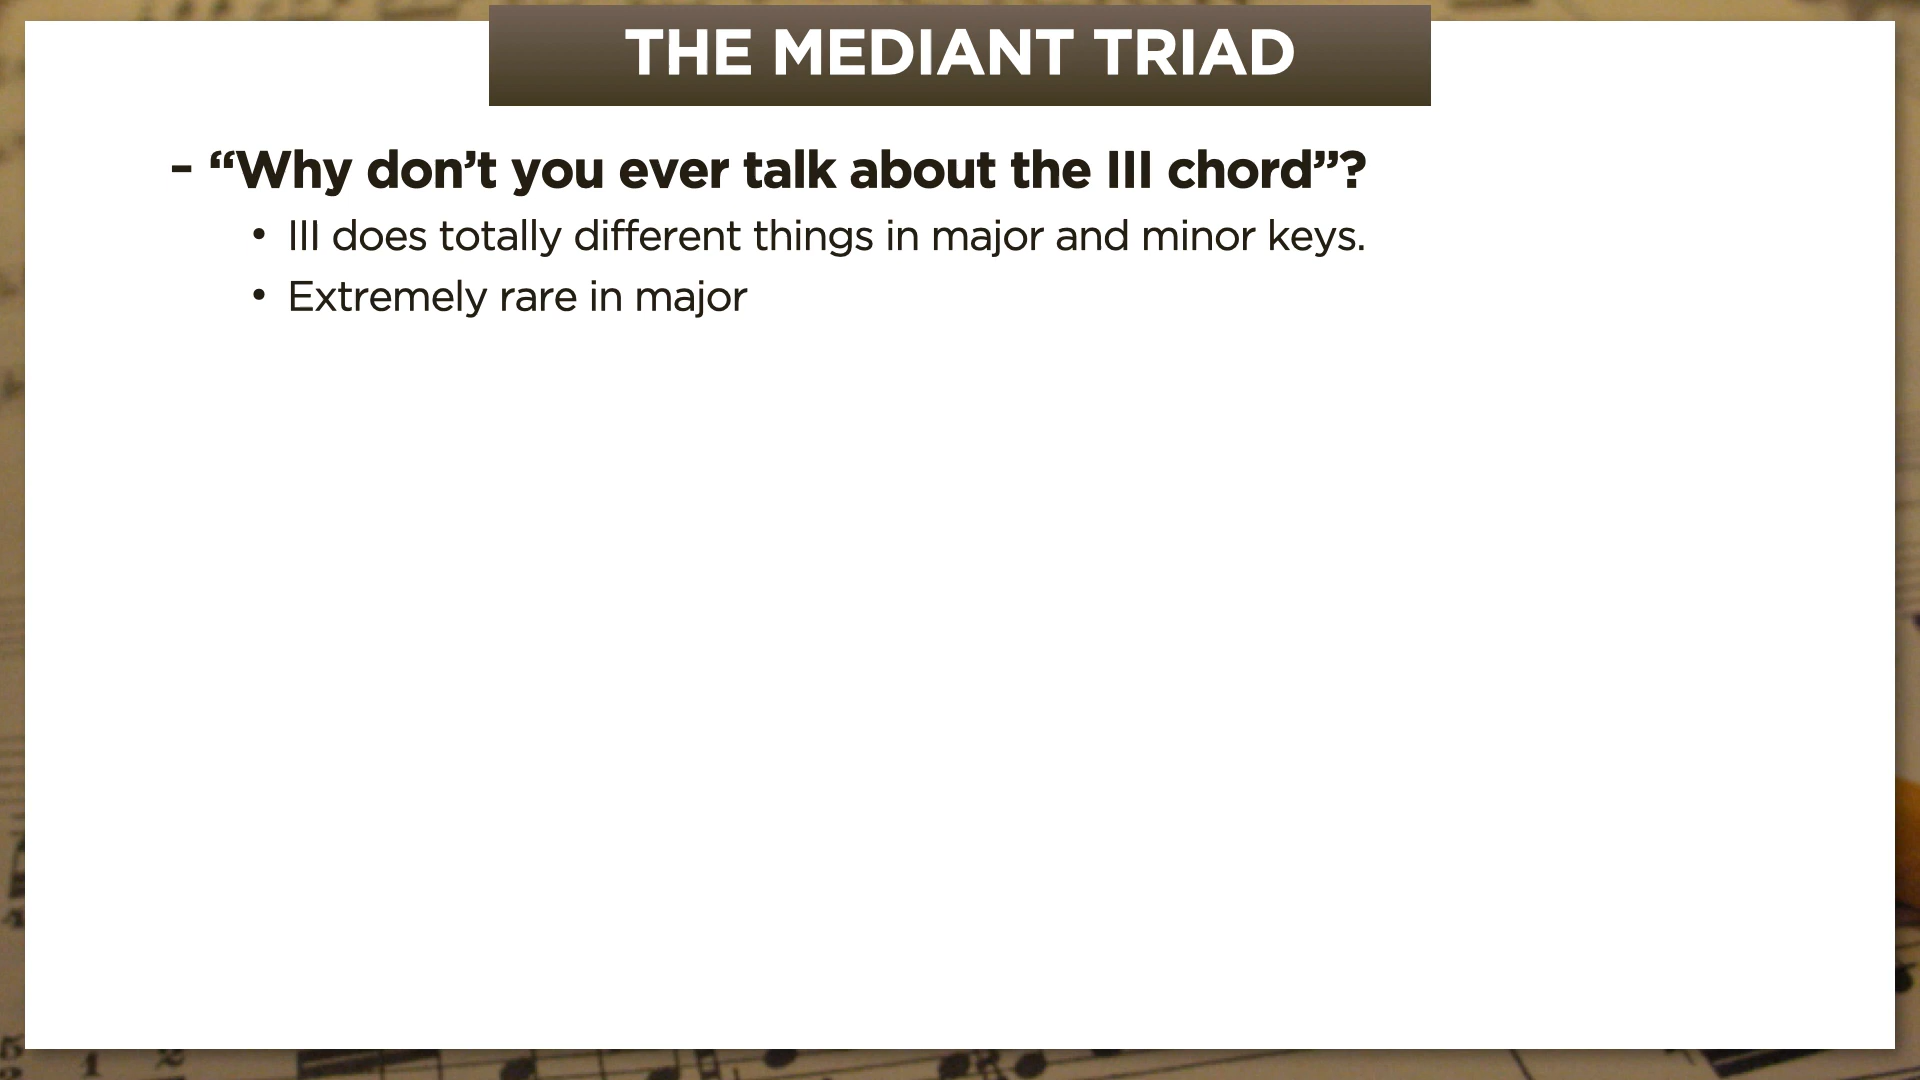 THE MEDIANT TRIAD
- “Why don’t you ever talk about the III chord”?
• III does totally different things in major and minor keys.
• Extremely rare in major